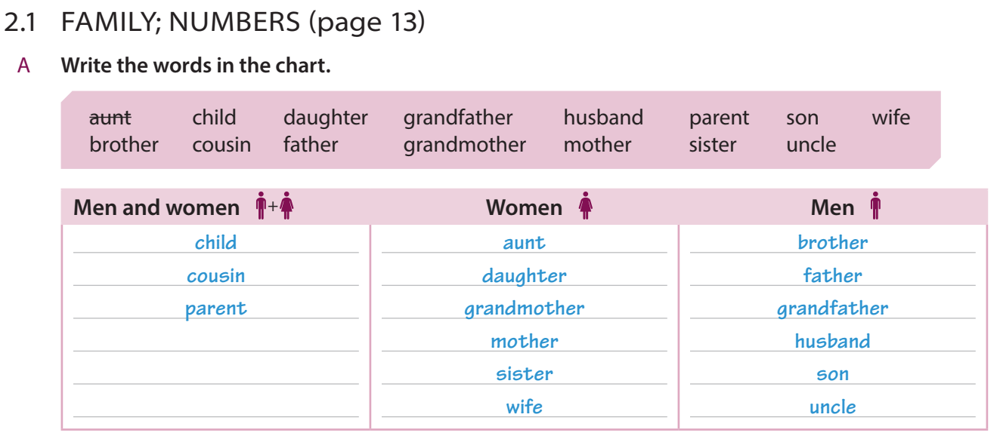 2.1 FAMILY; NUMBERS (page 13)
A Write the words in the chart.
aunt child daughter grandfather husband parent son wife
brother cousin father grandmother mother sister uncle
Men and women + Women Men
child aunt brother
cousin daughter father
parent grandmother grandfather
mother husband
sister son
wife uncle